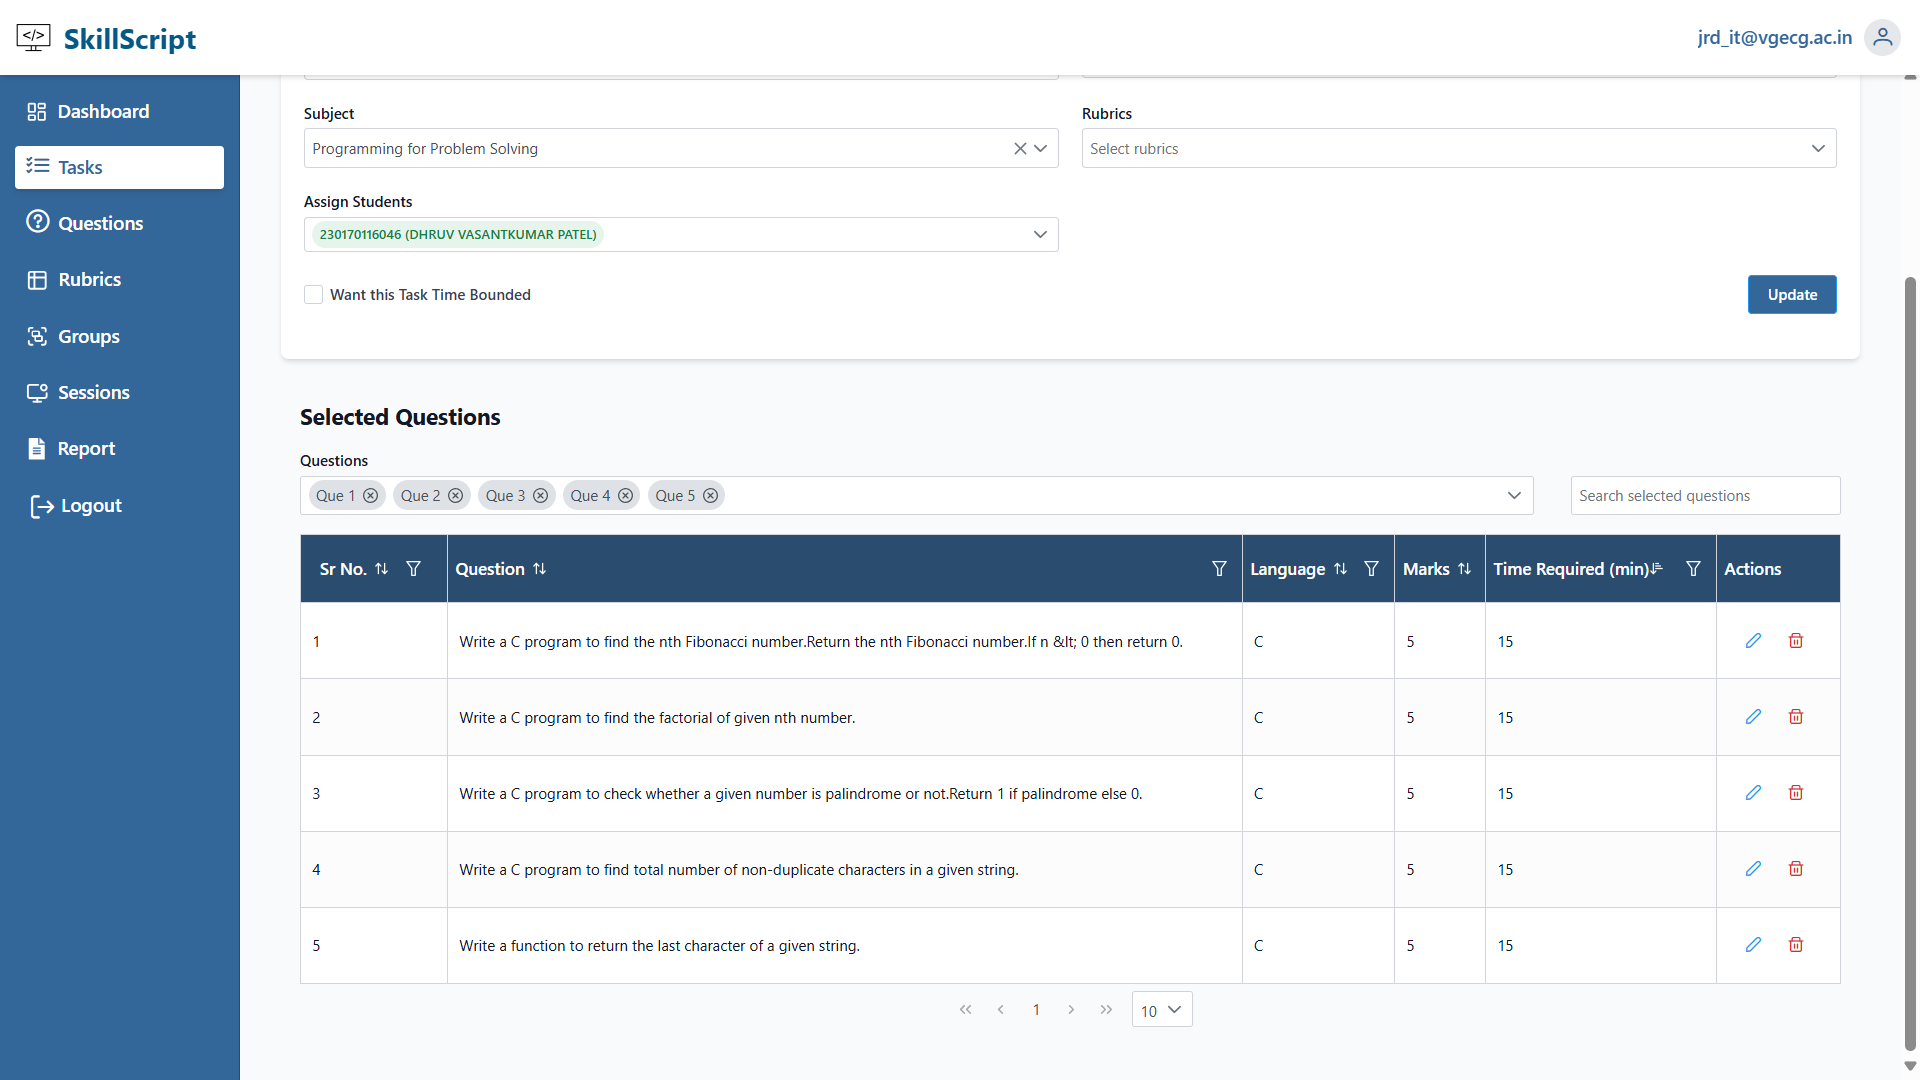 </> SkillScript
jrd_it@vgecg.ac.in
Dashboard
Tasks
Questions
Rubrics
Groups
Sessions
Report
Logout
Subject
Rubrics
Programming for Problem Solving
Select rubrics
Assign Students
230170116046 (DHRUV VASANTKUMAR PATEL)
Want this Task Time Bounded
Update
Selected Questions
Questions
Que 1 Que 2 Que 3 Que 4 Que 5
Search selected questions
Sr No. Question Language Marks Time Required (min) Actions
1 Write a C program to find the nth Fibonacci number.Return the nth Fibonacci number.If n &lt; 0 then return 0. C 5 15
2 Write a C program to find the factorial of given nth number. C 5 15
3 Write a C program to check whether a given number is palindrome or not.Return 1 if palindrome else 0. C 5 15
4 Write a C program to find total number of non-duplicate characters in a given string. C 5 15
5 Write a function to return the last character of a given string. C 5 15
1 10